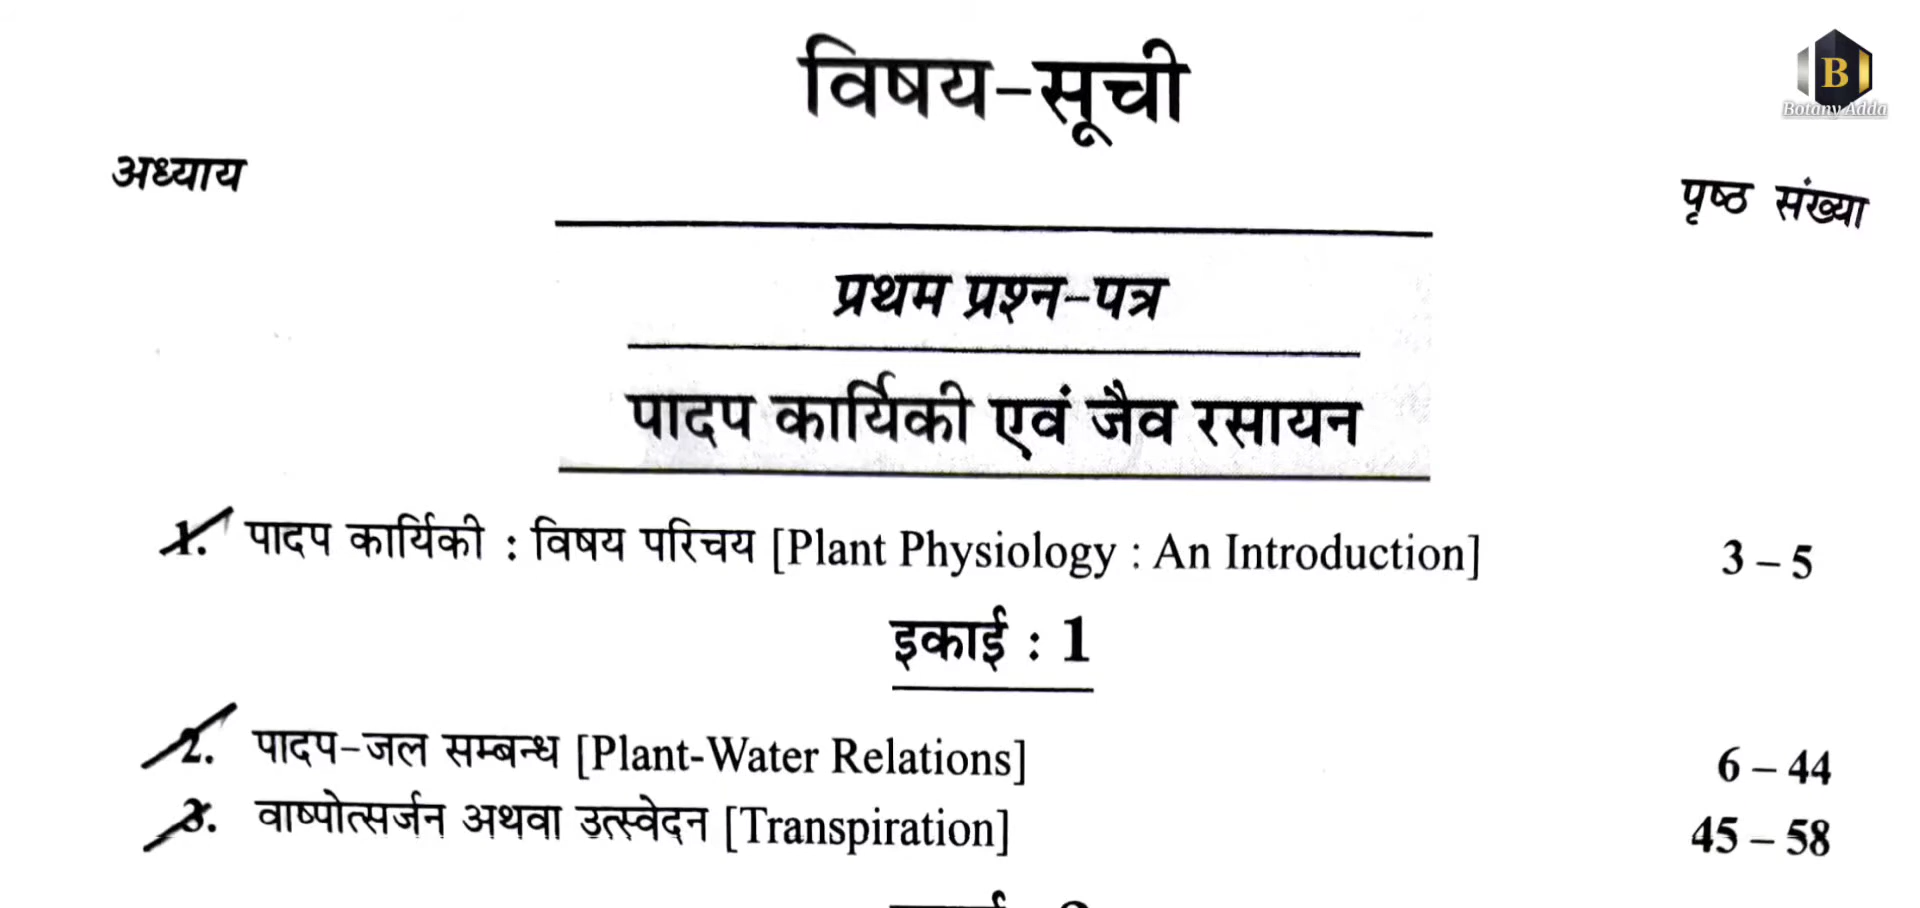 विषय-सूची
B
Botany Adda
अध्याय
पृष्ठ संख्या
प्रथम प्रश्न-पत्र
पादप कार्यिकी एवं जैव रसायन
1. पादप कार्यिकी : विषय परिचय [Plant Physiology : An Introduction] 3 – 5
इकाई : 1
2. पादप-जल सम्बन्ध [Plant-Water Relations] 6 – 44
3. वाष्पोत्सर्जन अथवा उत्स्वेदन [Transpiration] 45 – 58